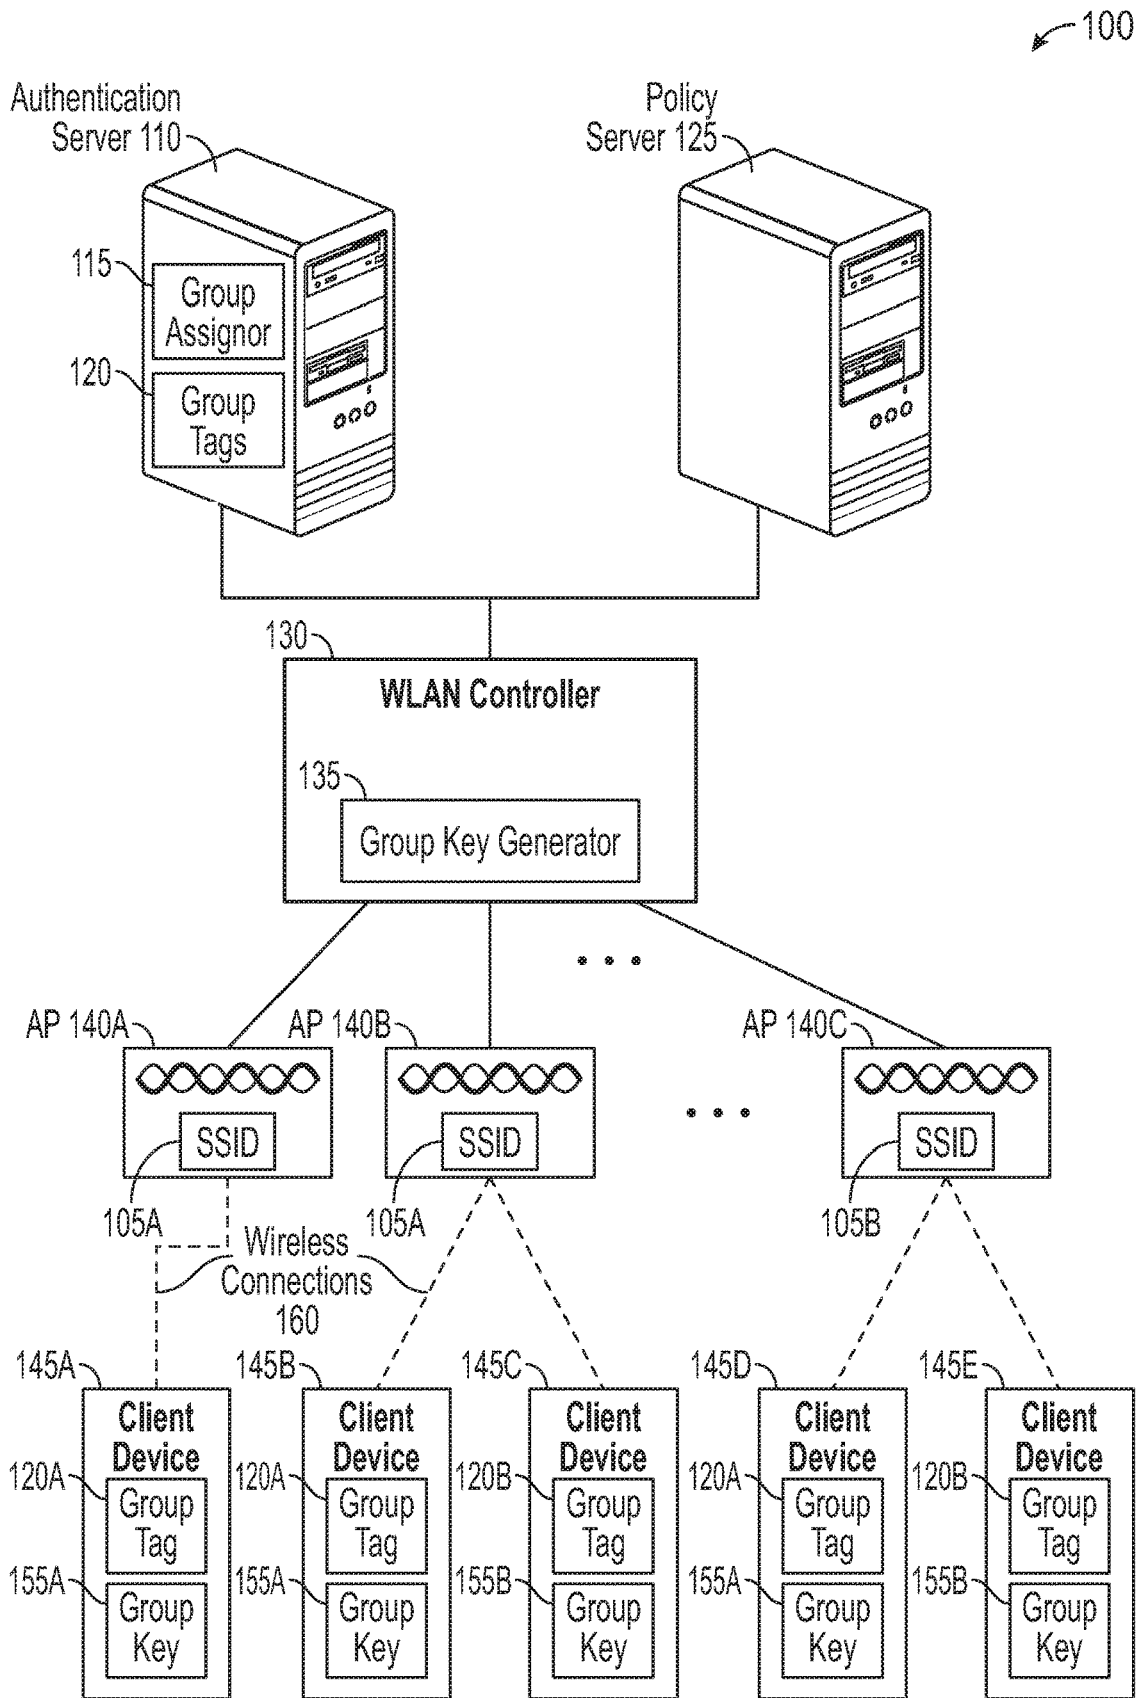 100
Authentication
Server 110
Policy
Server 125
115
Group
Assignor
120
Group
Tags
130
WLAN Controller
135
Group Key Generator
AP 140A
AP 140B
AP 140C
SSID
SSID
SSID
105A
105A
105B
Wireless
Connections
160
145A
145B
145C
145D
145E
Client
Device
Client
Device
Client
Device
Client
Device
Client
Device
120A
Group
Tag
120A
Group
Tag
120B
Group
Tag
120A
Group
Tag
120B
Group
Tag
155A
Group
Key
155A
Group
Key
155B
Group
Key
155A
Group
Key
155B
Group
Key